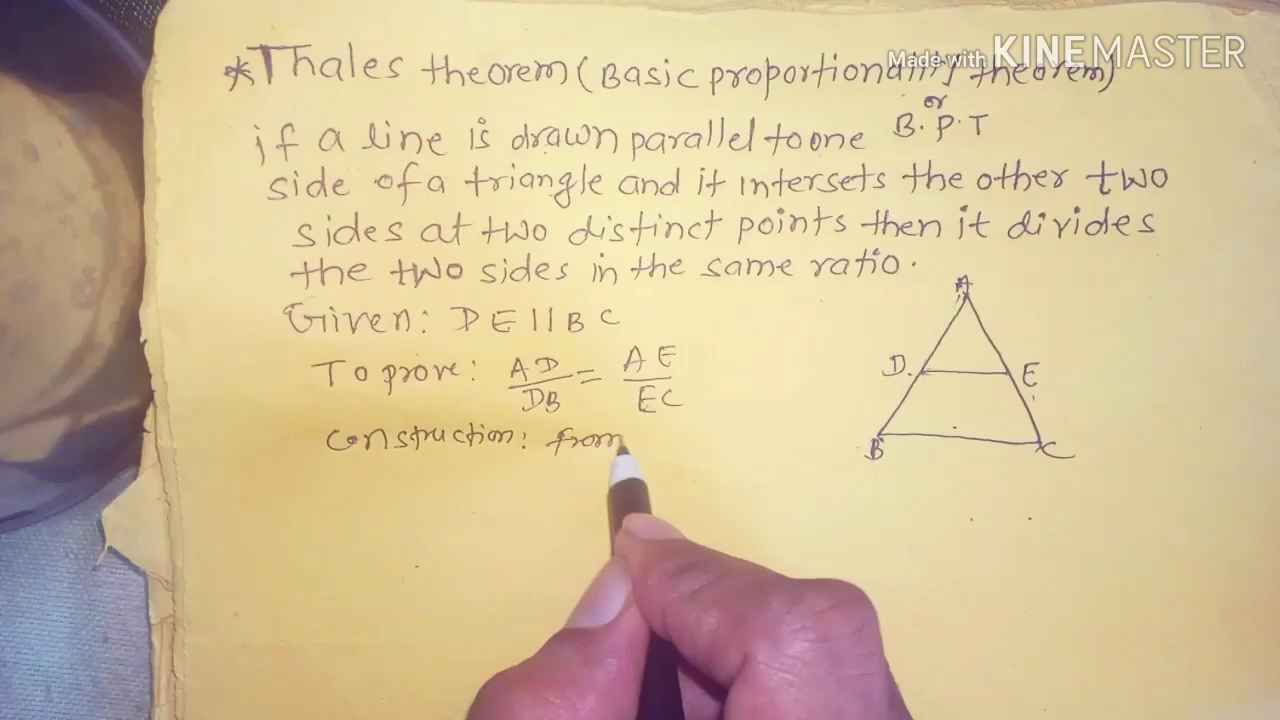 Made with KINEMASTER
*Thales theorem (Basic proportionality theorem)
or
B.P.T
if a line is drawn parallel to one
side of a triangle and it intersets the other two
sides at two distinct points then it divides
the two sides in the same ratio.
Given: DE || BC
To prove: AD/DB = AE/EC
Construction: from
A
D.
E
B
C